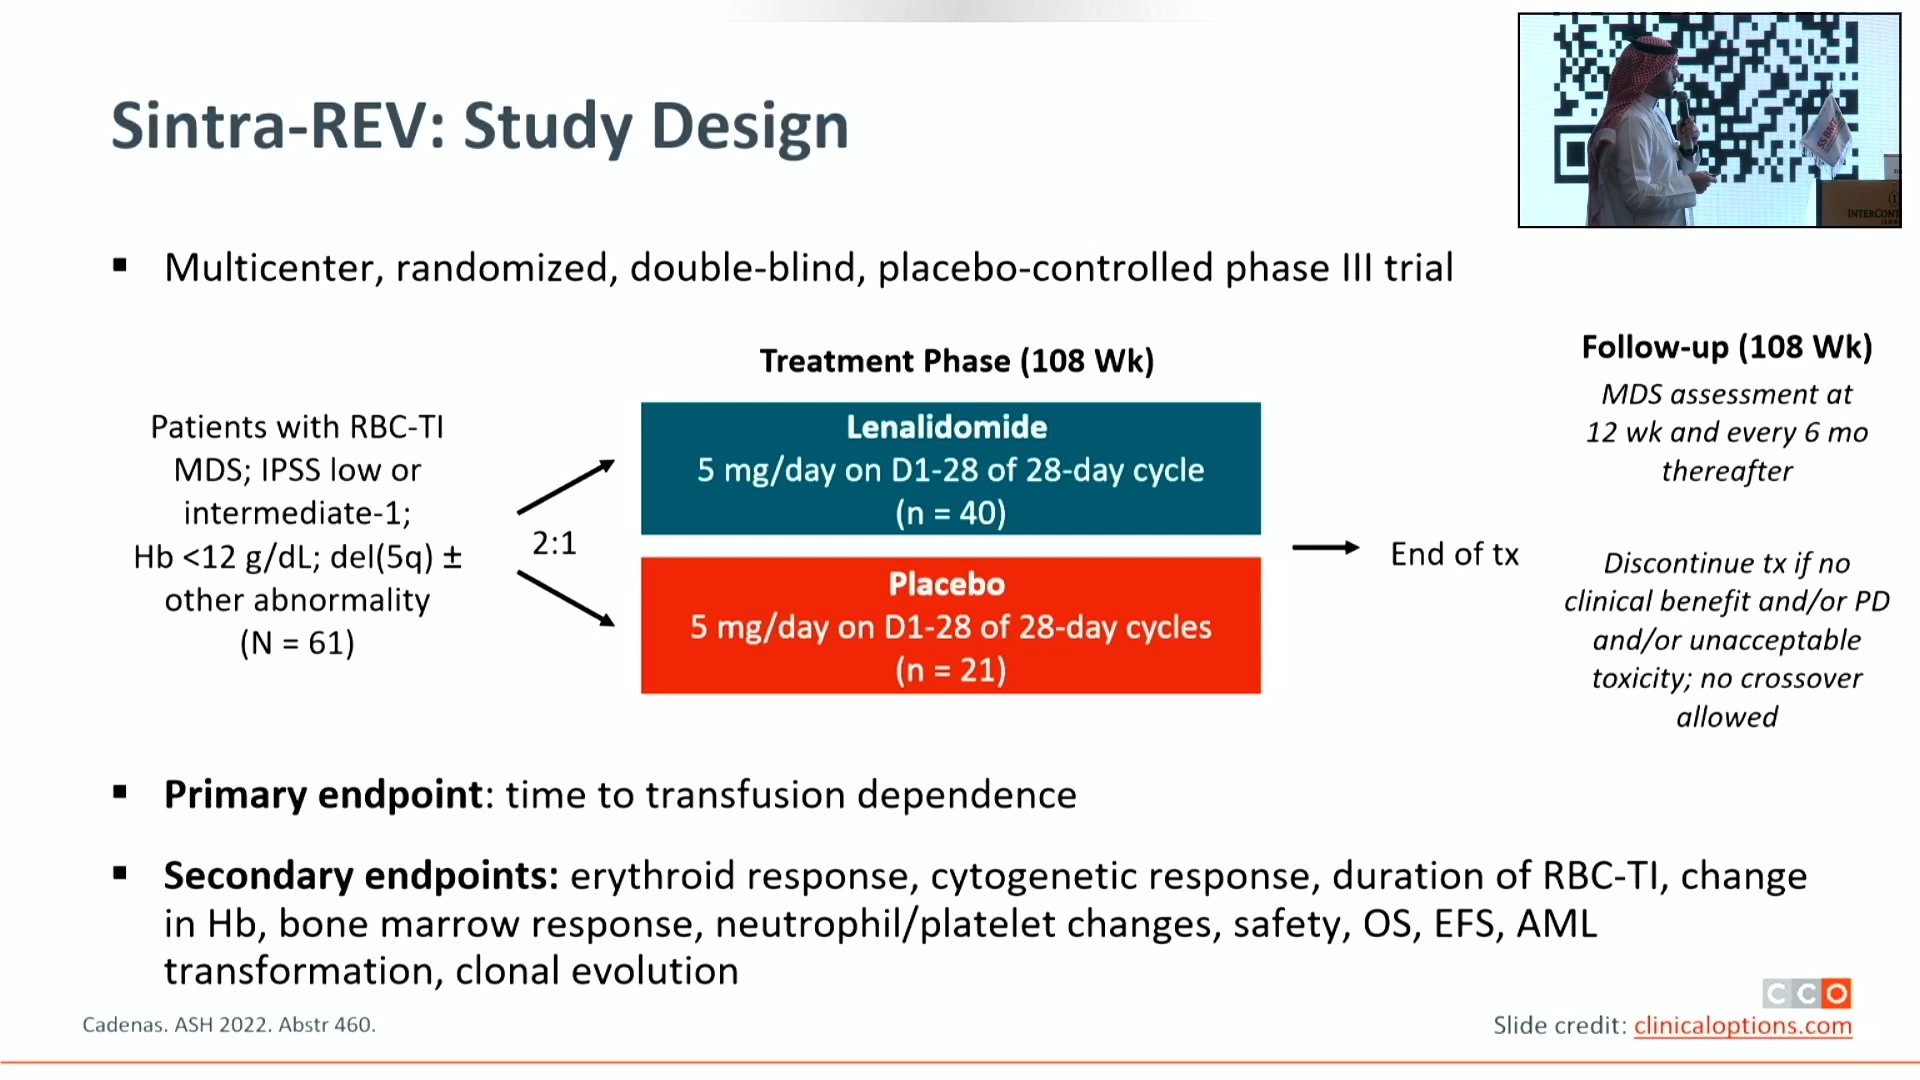 Sintra-REV: Study Design
▪ Multicenter, randomized, double-blind, placebo-controlled phase III trial
Treatment Phase (108 Wk)
Patients with RBC-TI
MDS; IPSS low or
intermediate-1;
Hb <12 g/dL; del(5q) ±
other abnormality
(N = 61)
2:1
Lenalidomide
5 mg/day on D1-28 of 28-day cycle
(n = 40)
Placebo
5 mg/day on D1-28 of 28-day cycles
(n = 21)
End of tx
Follow-up (108 Wk)
MDS assessment at
12 wk and every 6 mo
thereafter
Discontinue tx if no
clinical benefit and/or PD
and/or unacceptable
toxicity; no crossover
allowed
▪ Primary endpoint: time to transfusion dependence
▪ Secondary endpoints: erythroid response, cytogenetic response, duration of RBC-TI, change
in Hb, bone marrow response, neutrophil/platelet changes, safety, OS, EFS, AML
transformation, clonal evolution
Cadenas. ASH 2022. Abstr 460.
CCO
Slide credit: clinicaloptions.com
INTERCONT